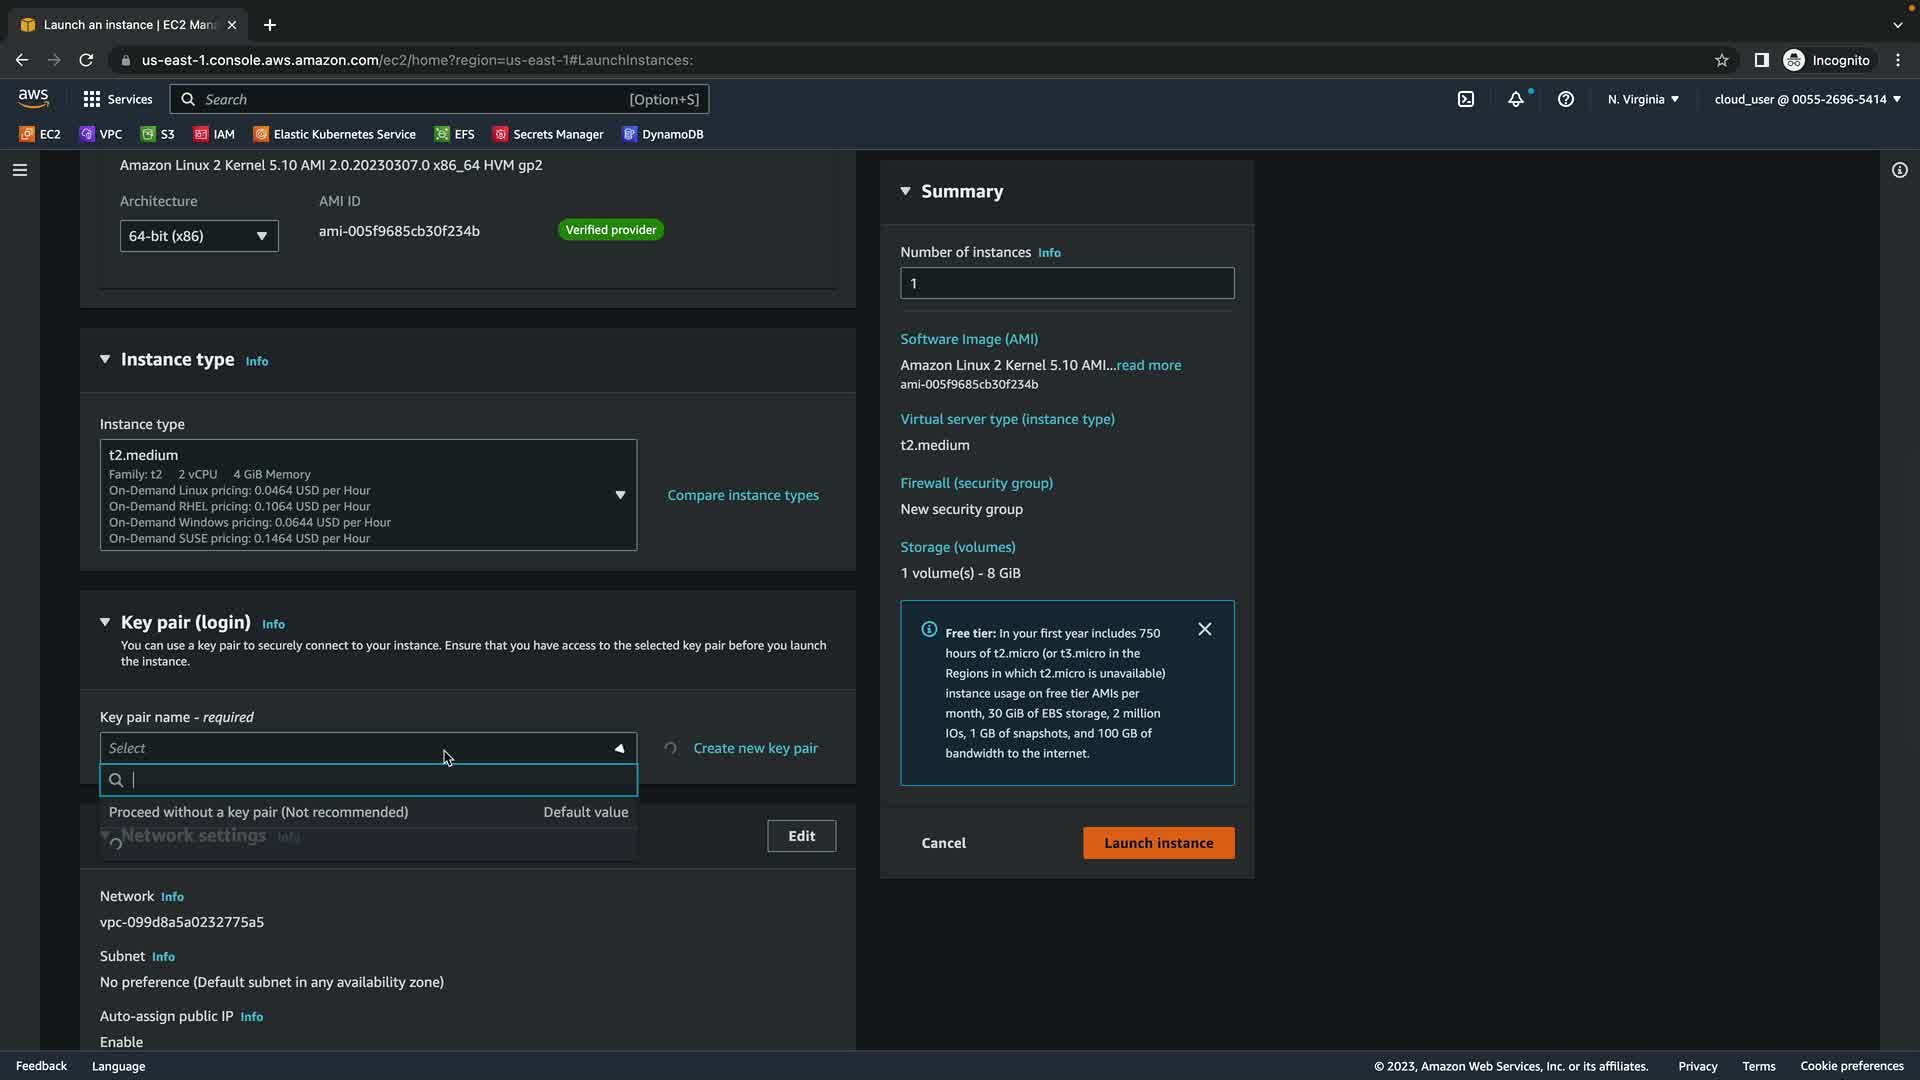 Launch an instance | EC2 Man
us-east-1.console.aws.amazon.com/ec2/home?region=us-east-1#LaunchInstances:
Incognito
aws
Services
Search
[Option+S]
N. Virginia
cloud_user @ 0055-2696-5414
EC2
VPC
S3
IAM
Elastic Kubernetes Service
EFS
Secrets Manager
DynamoDB
Amazon Linux 2 Kernel 5.10 AMI 2.0.20230307.0 x86_64 HVM gp2
Architecture
AMI ID
64-bit (x86)
ami-005f9685cb30f234b
Verified provider
Instance type Info
Instance type
t2.medium
Family: t2 2 vCPU 4 GiB Memory
On-Demand Linux pricing: 0.0464 USD per Hour
On-Demand RHEL pricing: 0.1064 USD per Hour
On-Demand Windows pricing: 0.0644 USD per Hour
On-Demand SUSE pricing: 0.1464 USD per Hour
Compare instance types
Key pair (login) Info
You can use a key pair to securely connect to your instance. Ensure that you have access to the selected key pair before you launch
the instance.
Key pair name - required
Select
Create new key pair
Proceed without a key pair (Not recommended)
Default value
Network settings Info
Edit
Network Info
vpc-099d8a5a0232775a5
Subnet Info
No preference (Default subnet in any availability zone)
Auto-assign public IP Info
Enable
Summary
Number of instances Info
1
Software Image (AMI)
Amazon Linux 2 Kernel 5.10 AMI...read more
ami-005f9685cb30f234b
Virtual server type (instance type)
t2.medium
Firewall (security group)
New security group
Storage (volumes)
1 volume(s) - 8 GiB
Free tier: In your first year includes 750
hours of t2.micro (or t3.micro in the
Regions in which t2.micro is unavailable)
instance usage on free tier AMIs per
month, 30 GiB of EBS storage, 2 million
IOs, 1 GB of snapshots, and 100 GB of
bandwidth to the internet.
Cancel
Launch instance
Feedback
Language
© 2023, Amazon Web Services, Inc. or its affiliates.
Privacy
Terms
Cookie preferences